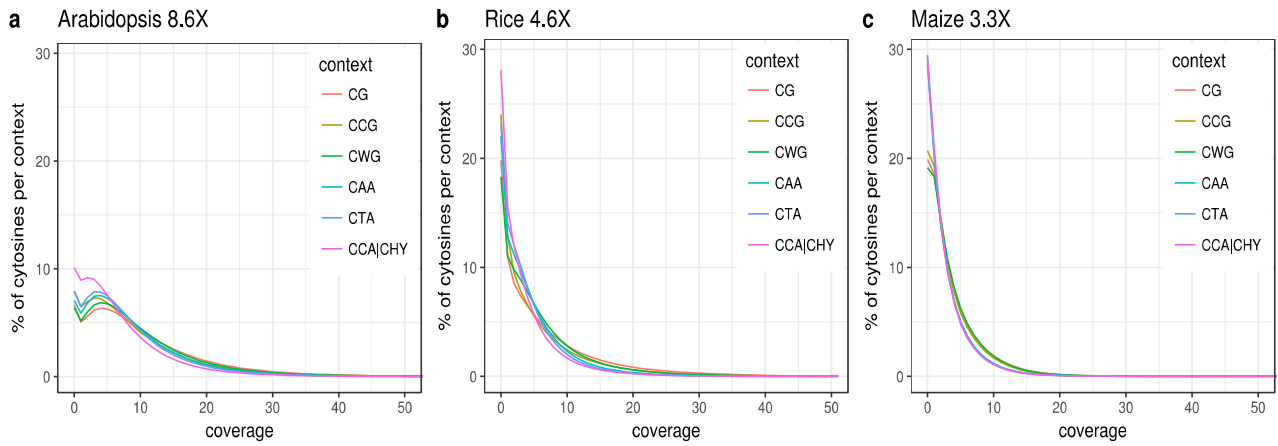 a Arabidopsis 8.6X
% of cytosines per context
30
20
10
0
context
CG
CCG
CWG
CAA
CTA
CCA|CHY
0 10 20 30 40 50
coverage
b Rice 4.6X
% of cytosines per context
30
20
10
0
context
CG
CCG
CWG
CAA
CTA
CCA|CHY
0 10 20 30 40 50
coverage
c Maize 3.3X
% of cytosines per context
30
20
10
0
context
CG
CCG
CWG
CAA
CTA
CCA|CHY
0 10 20 30 40 50
coverage